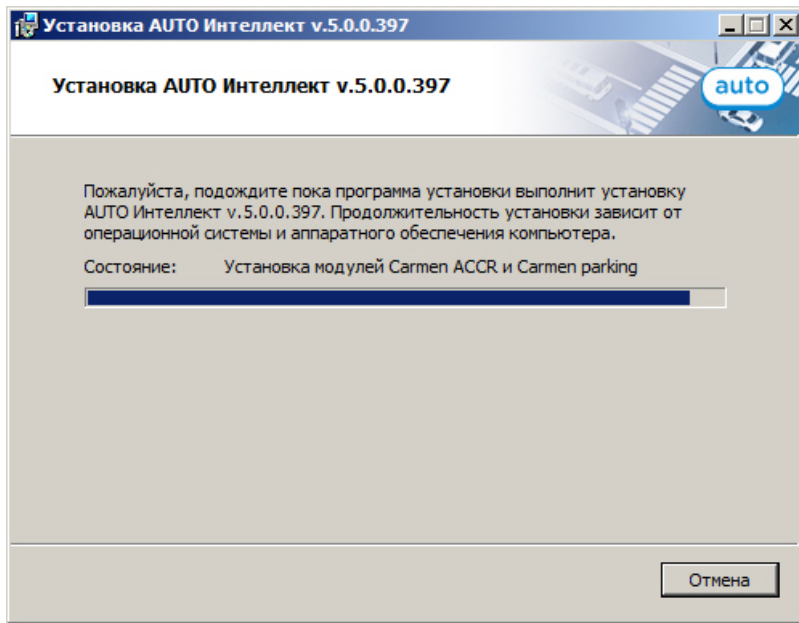 Установка AUTO Интеллект v.5.0.0.397
Установка AUTO Интеллект v.5.0.0.397
auto
Пожалуйста, подождите пока программа установки выполнит установку
AUTO Интеллект v.5.0.0.397. Продолжительность установки зависит от
операционной системы и аппаратного обеспечения компьютера.
Состояние: Установка модулей Carmen ACCR и Carmen parking
Отмена